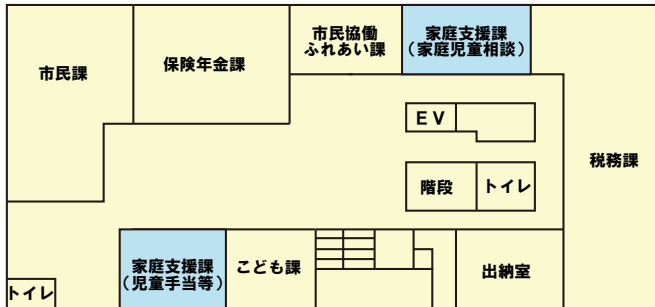 市民課
保険年金課
市民協働
ふれあい課
家庭支援課
（家庭児童相談）
ＥＶ
税務課
階段
トイレ
家庭支援課
（児童手当等）
こども課
出納室
トイレ